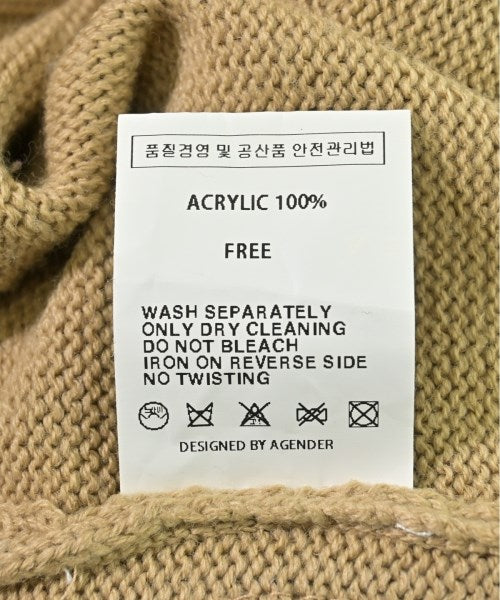 품질경영 및 공산품 안전관리법
ACRYLIC 100%
FREE
WASH SEPARATELY
ONLY DRY CLEANING
DO NOT BLEACH
IRON ON REVERSE SIDE
NO TWISTING
DESIGNED BY AGENDER